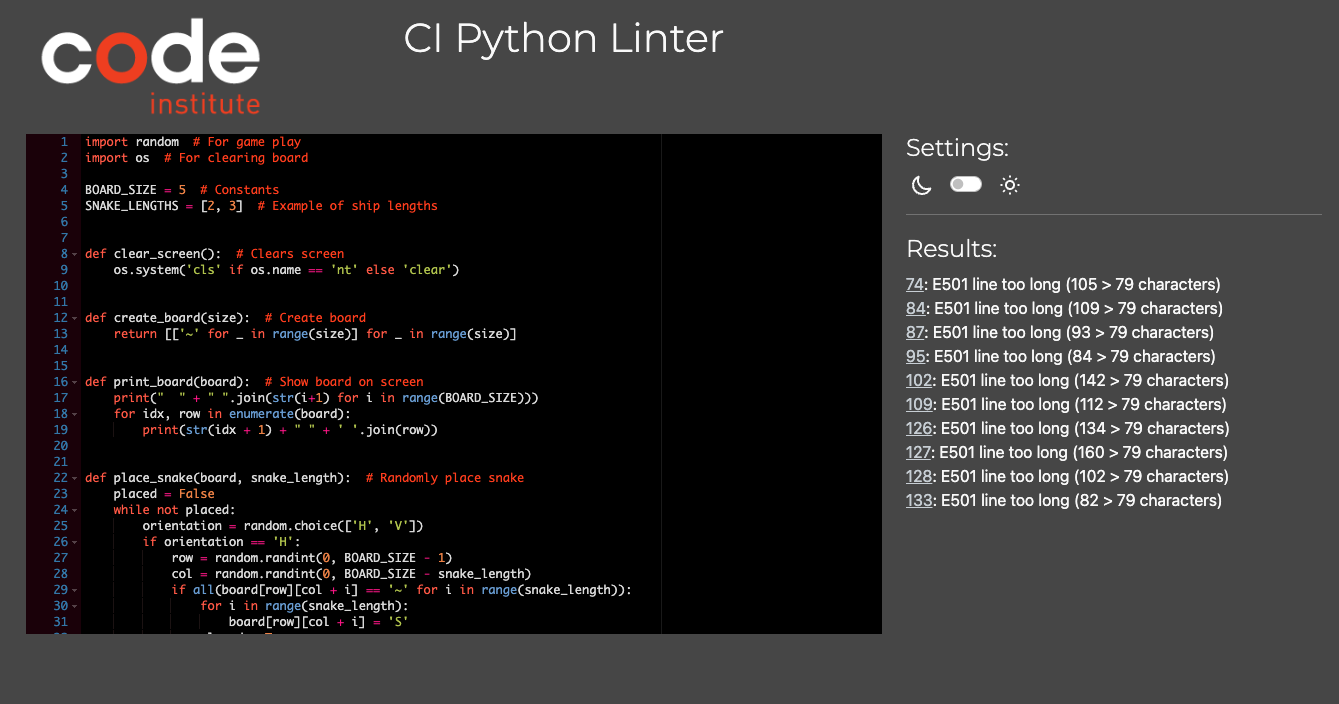 code
institute
CI Python Linter
1 import random  # For game play
2 import os  # For clearing board
3
4 BOARD_SIZE = 5  # Constants
5 SNAKE_LENGTHS = [2, 3]  # Example of ship lengths
6
7
8 def clear_screen():  # Clears screen
9     os.system('cls' if os.name == 'nt' else 'clear')
10
11
12 def create_board(size):  # Create board
13     return [['~' for _ in range(size)] for _ in range(size)]
14
15
16 def print_board(board):  # Show board on screen
17     print("  " + " ".join(str(i+1) for i in range(BOARD_SIZE)))
18     for idx, row in enumerate(board):
19         print(str(idx + 1) + " " + ' '.join(row))
20
21
22 def place_snake(board, snake_length):  # Randomly place snake
23     placed = False
24     while not placed:
25         orientation = random.choice(['H', 'V'])
26         if orientation == 'H':
27             row = random.randint(0, BOARD_SIZE - 1)
28             col = random.randint(0, BOARD_SIZE - snake_length)
29             if all(board[row][col + i] == '~' for i in range(snake_length)):
30                 for i in range(snake_length):
31                     board[row][col + i] = 'S'
Settings:
Results:
74: E501 line too long (105 > 79 characters)
84: E501 line too long (109 > 79 characters)
87: E501 line too long (93 > 79 characters)
95: E501 line too long (84 > 79 characters)
102: E501 line too long (142 > 79 characters)
109: E501 line too long (112 > 79 characters)
126: E501 line too long (134 > 79 characters)
127: E501 line too long (160 > 79 characters)
128: E501 line too long (102 > 79 characters)
133: E501 line too long (82 > 79 characters)